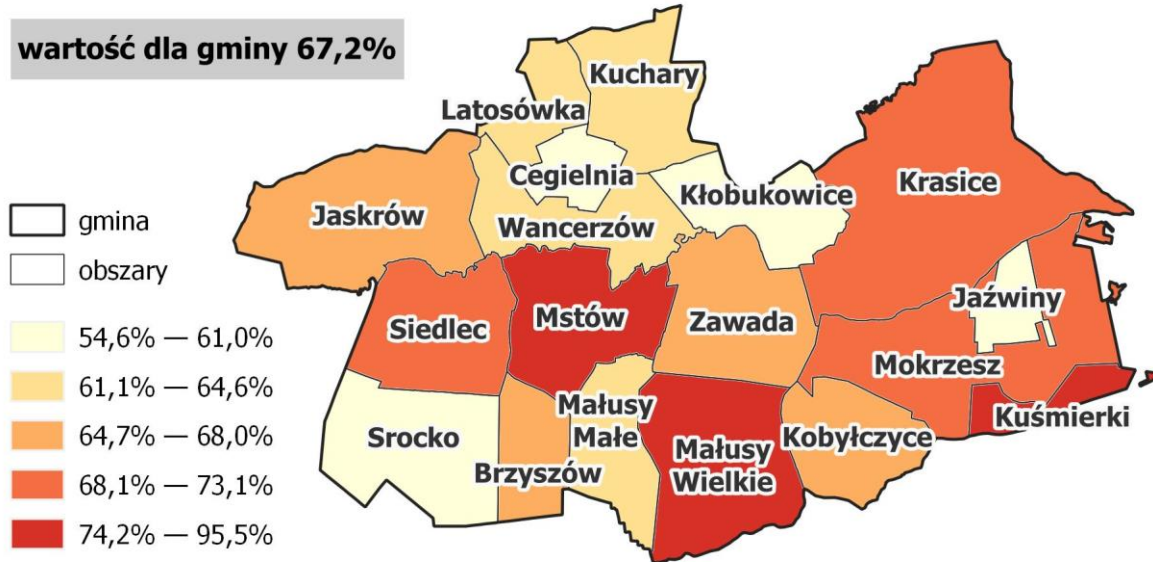 wartość dla gminy 67,2%
gmina
obszary
54,6% — 61,0%
61,1% — 64,6%
64,7% — 68,0%
68,1% — 73,1%
74,2% — 95,5%
Kuchary
Latosówka
Cegielnia
Kłobukowice
Krasice
Jaskrów
Wancerzów
Jaźwiny
Siedlec
Mstów
Zawada
Mokrzesz
Kuśmierki
Srocko
Brzyszów
Małusy
Małe
Małusy
Wielkie
Kobyłczyce